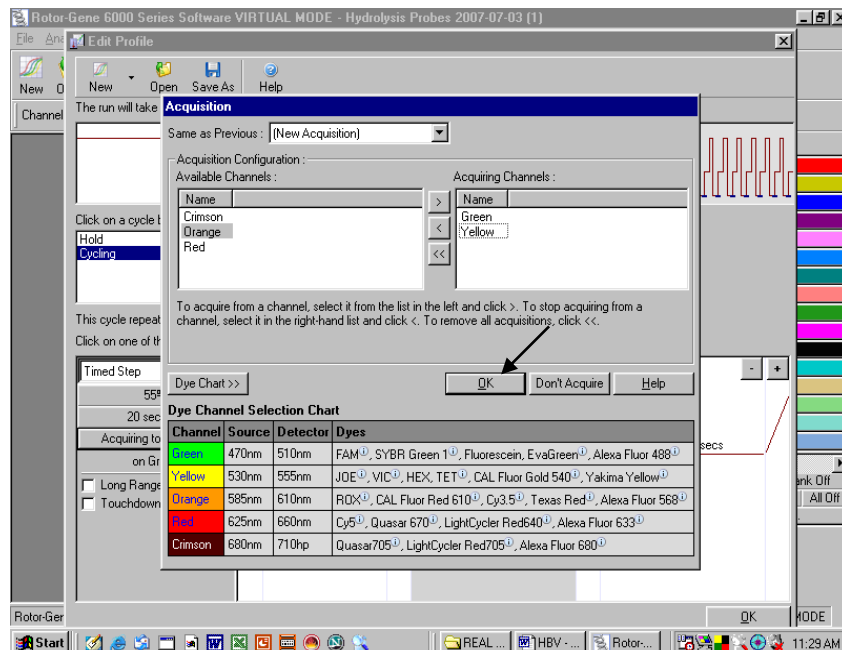 Rotor-Gene 6000 Series Software VIRTUAL MODE - Hydrolysis Probes 2007-07-03 (1)
File
Edit Profile
New
New Open Save As Help
Channel
The run will take
Acquisition
Same as Previous : (New Acquisition)
Acquisition Configuration :
Available Channels :
Acquiring Channels :
Name
Crimson
Orange
Red
>
<
<<
Name
Green
Yellow
Click on a cycle
Hold
Cycling
To acquire from a channel, select it from the list in the left and click >. To stop acquiring from a
channel, select it in the right-hand list and click <. To remove all acquisitions, click <<.
This cycle repeat
Click on one of th
Timed Step
Dye Chart >>
OK
Don't Acquire
Help
- +
20 sec
Acquiring to
on Gr
Long Range
Touchdown
secs
Dye Channel Selection Chart
Channel Source Detector Dyes
Green 470nm 510nm FAM, SYBR Green 1, Fluorescein, EvaGreen, Alexa Fluor 488
Yellow 530nm 555nm JOE, VIC, HEX, TET, CAL Fluor Gold 540, Yakima Yellow
Orange 585nm 610nm ROX, CAL Fluor Red 610, Cy3.5, Texas Red, Alexa Fluor 568
Red 625nm 660nm Cy5, Quasar 670, LightCycler Red640, Alexa Fluor 633
Crimson 680nm 710hp Quasar705, LightCycler Red705, Alexa Fluor 680
ank Off
All Off
OK
Rotor-Ger
MODE
Start
REAL ...
HBV - ...
Rotor-...
11:29 AM